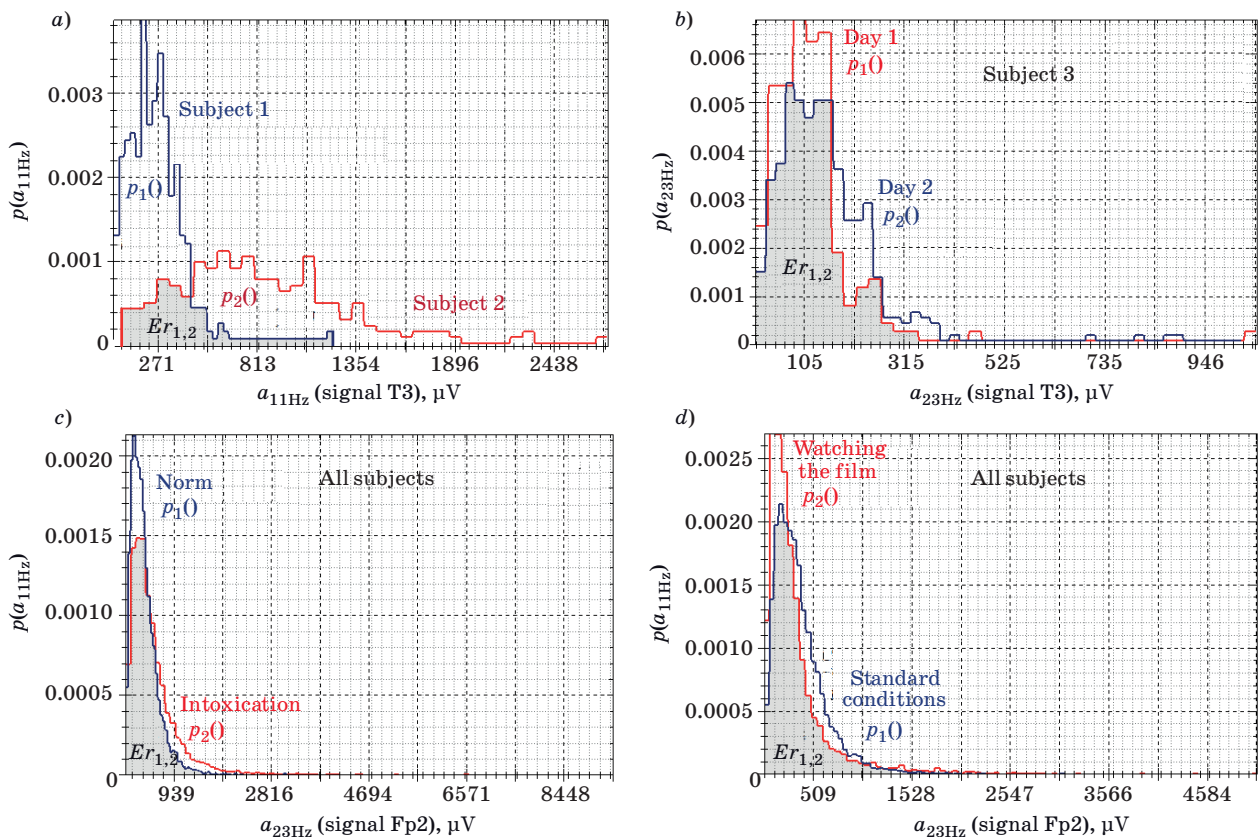 a)
p(a11Hz)
0.003
0.002
0.001
0
Subject 1
p1()
p2()
Subject 2
Er1,2
271 813 1354 1896 2438
a11Hz (signal T3), µV
b)
p(a23Hz)
0.006
0.005
0.004
0.003
0.002
0.001
0
Day 1
p1()
Subject 3
Day 2
p2()
Er1,2
105 315 525 735 946
a23Hz (signal T3), µV
c)
p(a11Hz)
0.0020
0.0015
0.0010
0.0005
0
Norm
p1()
All subjects
Intoxication
p2()
Er1,2
939 2816 4694 6571 8448
a23Hz (signal Fp2), µV
d)
p(a11Hz)
0.0025
0.0020
0.0015
0.0010
0.0005
0
Watching
the film
p2()
All subjects
Standard
conditions
p1()
Er1,2
509 1528 2547 3566 4584
a23Hz (signal Fp2), µV